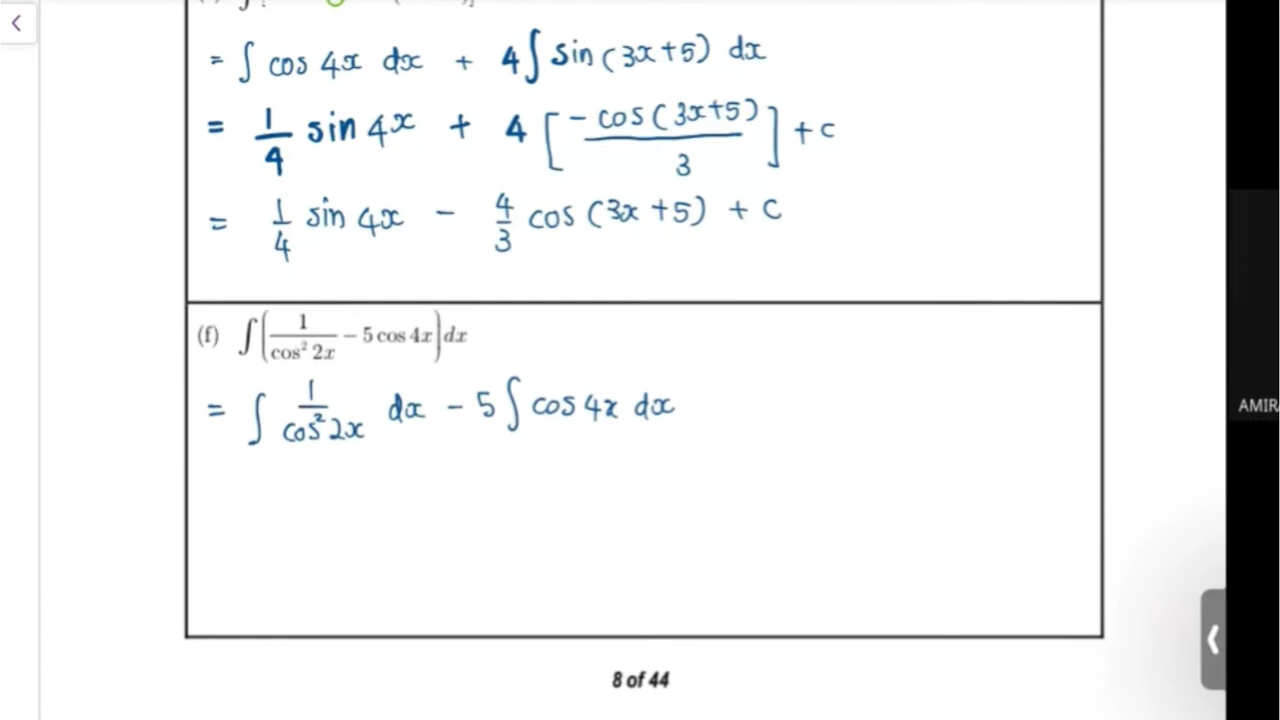 = ∫ cos 4x dx + 4∫ sin(3x+5) dx
= 1/4 sin 4x + 4 [ -cos(3x+5)/3 ] + c
= 1/4 sin 4x - 4/3 cos(3x+5) + c
(f) ∫(1/cos² 2x - 5 cos 4x)dx
= ∫ 1/cos² 2x dx - 5 ∫ cos 4x dx
AMIRA
8 of 44